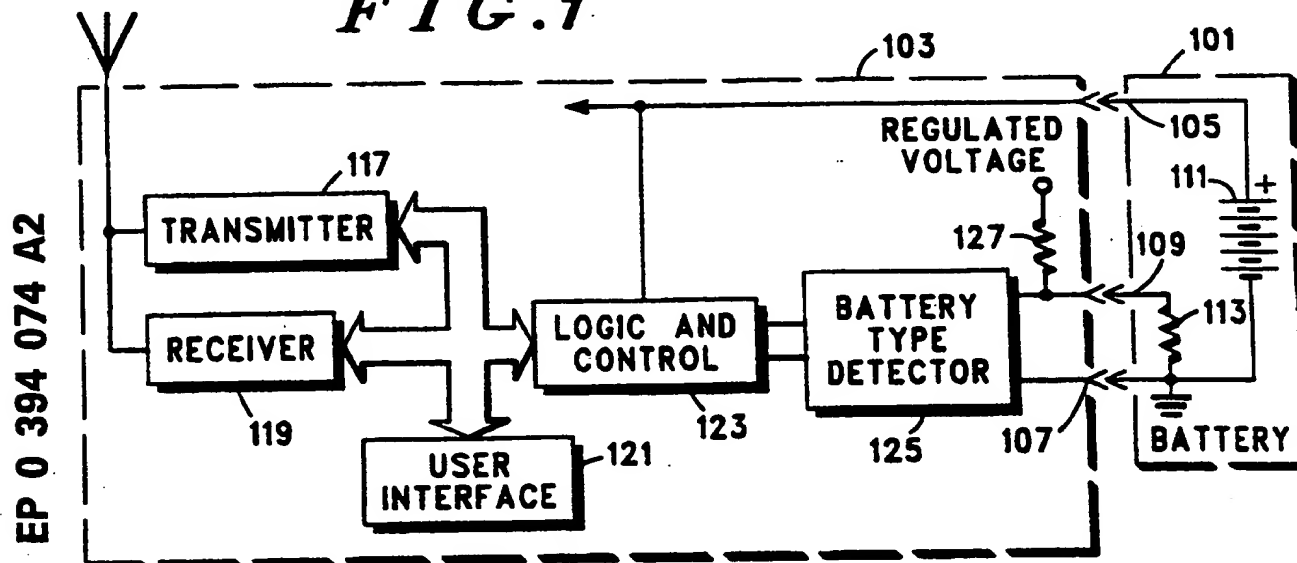 FIG.1
103
101
105
REGULATED
VOLTAGE
117
111
+
TRANSMITTER
127
109
EP 0 394 074 A2
BATTERY
TYPE
DETECTOR
113
LOGIC AND
CONTROL
RECEIVER
119
123
125
107
BATTERY
USER
INTERFACE
121